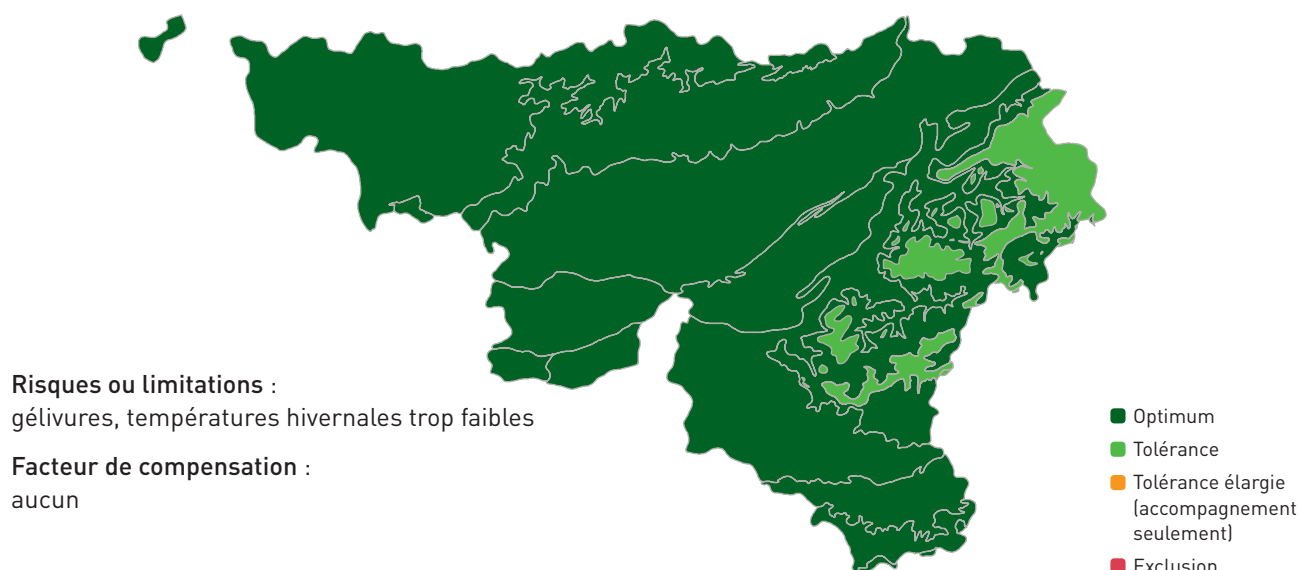 Risques ou limitations :
gélivures, températures hivernales trop faibles
Facteur de compensation :
aucun
Optimum
Tolérance
Tolérance élargie
(accompagnement
seulement)
Exclusion